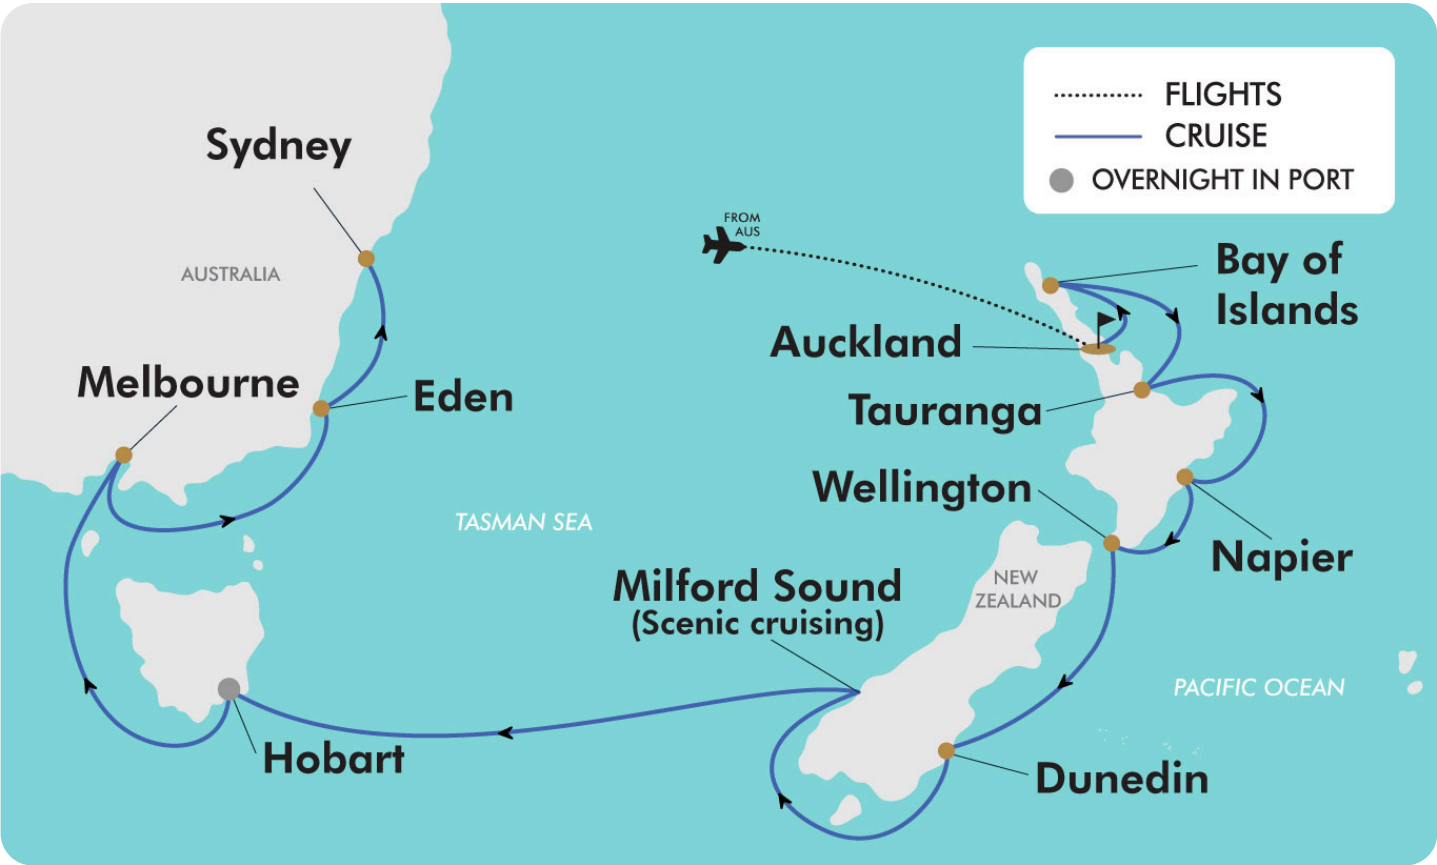 FLIGHTS
CRUISE
OVERNIGHT IN PORT
Sydney
FROM
AUS
Bay of
Islands
AUSTRALIA
Auckland
Melbourne
Eden
Tauranga
Wellington
TASMAN SEA
Napier
Milford Sound
(Scenic cruising)
NEW
ZEALAND
PACIFIC OCEAN
Hobart
Dunedin